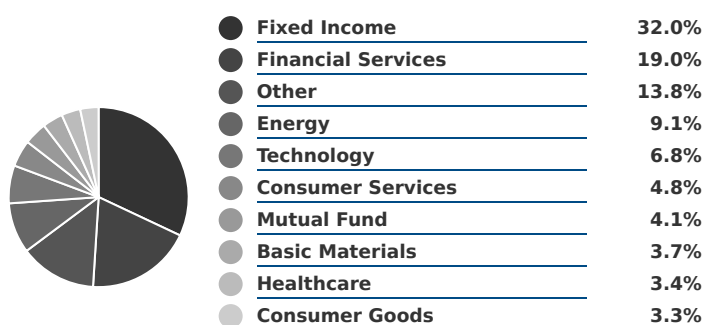 Fixed Income 32.0%
Financial Services 19.0%
Other 13.8%
Energy 9.1%
Technology 6.8%
Consumer Services 4.8%
Mutual Fund 4.1%
Basic Materials 3.7%
Healthcare 3.4%
Consumer Goods 3.3%